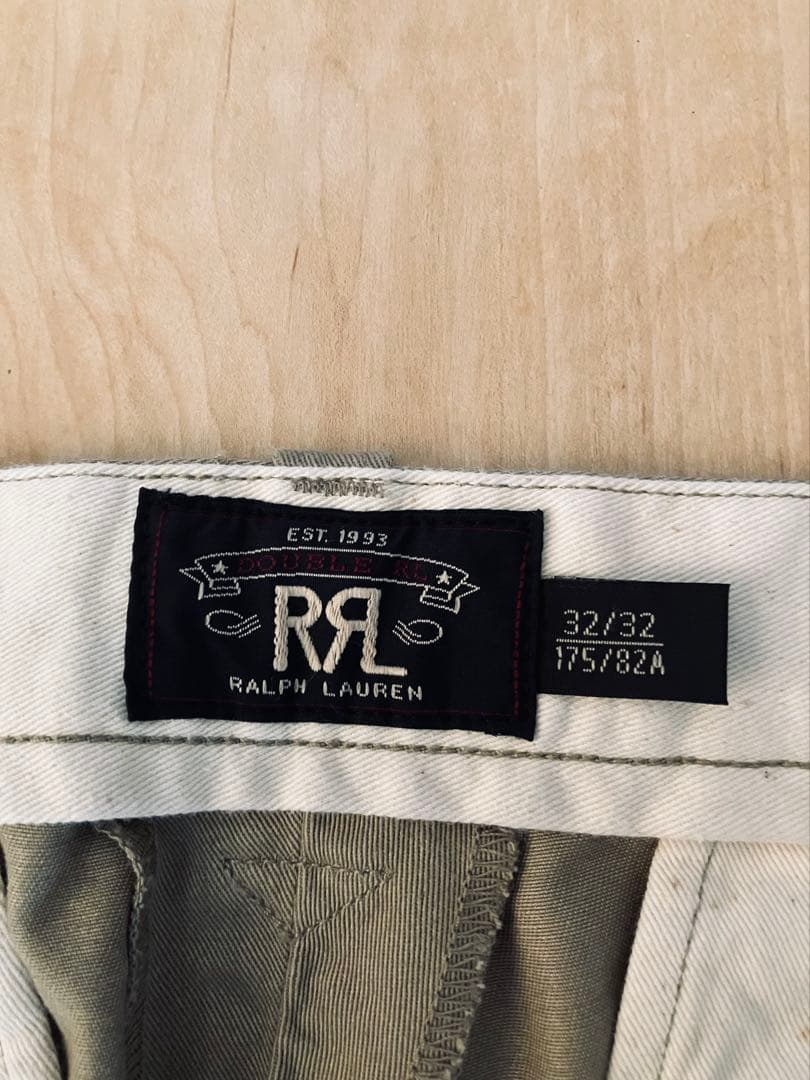 EST. 1993
DOUBLE RL
RRL
RALPH LAUREN
32/32
175/82A